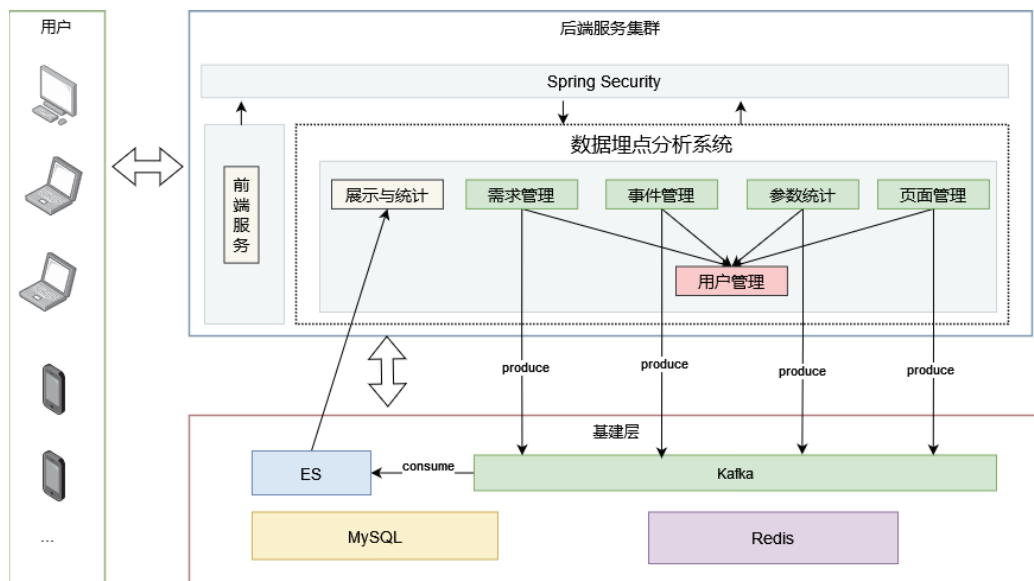 用户
后端服务集群
Spring Security
数据埋点分析系统
前端服务
展示与统计
需求管理
事件管理
参数统计
页面管理
用户管理
produce
produce
produce
produce
基建层
ES
consume
Kafka
MySQL
Redis
...